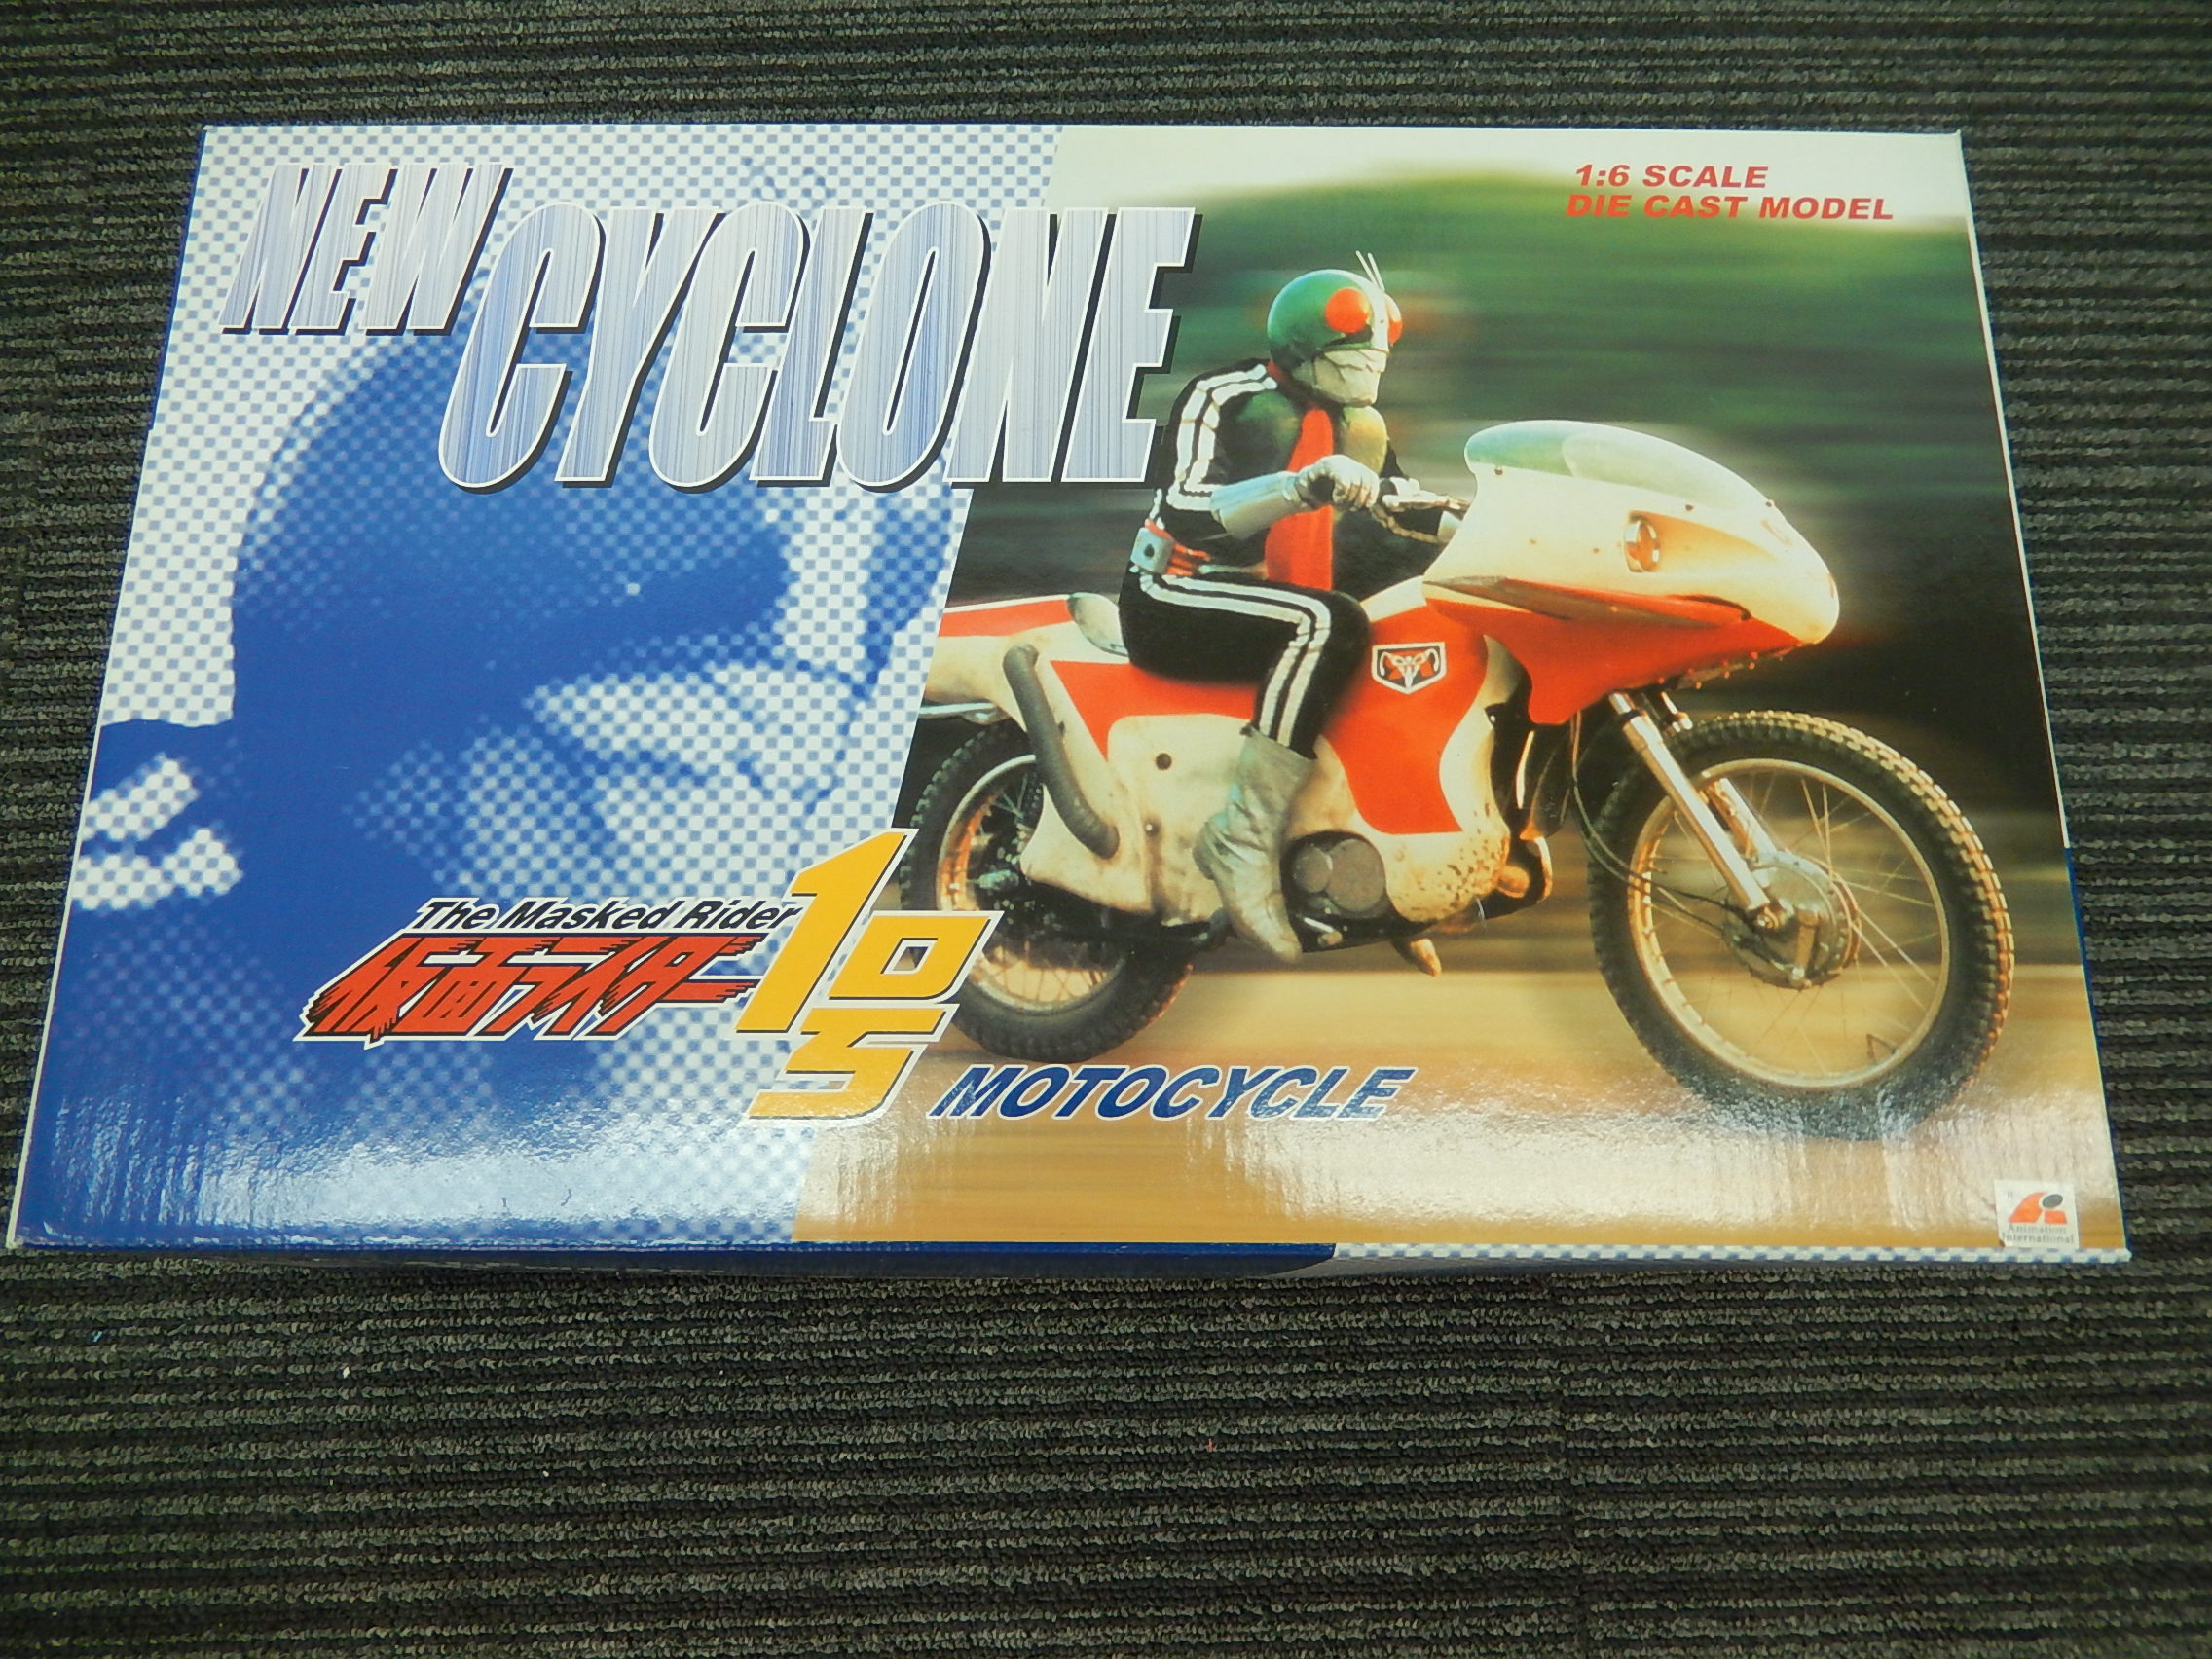 NEW CYCLONE
1:6 SCALE
DIE CAST MODEL
The Masked Rider
仮面ライダー1号
MOTOCYCLE
Animation
International